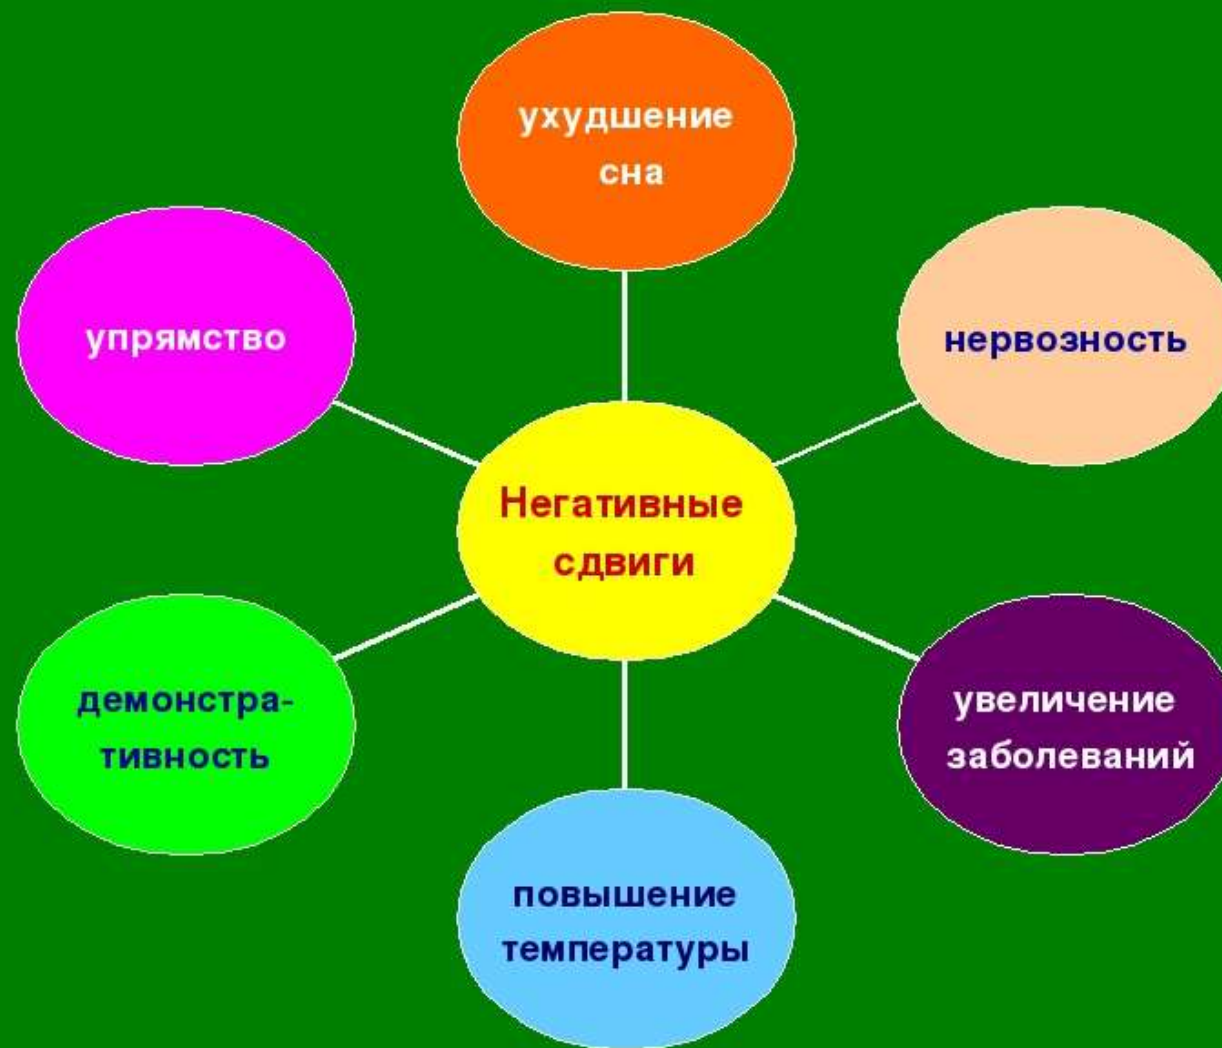 ухудшение
сна
упрямство
нервозность
Негативные
сдвиги
демонстра-
тивность
увеличение
заболеваний
повышение
температуры